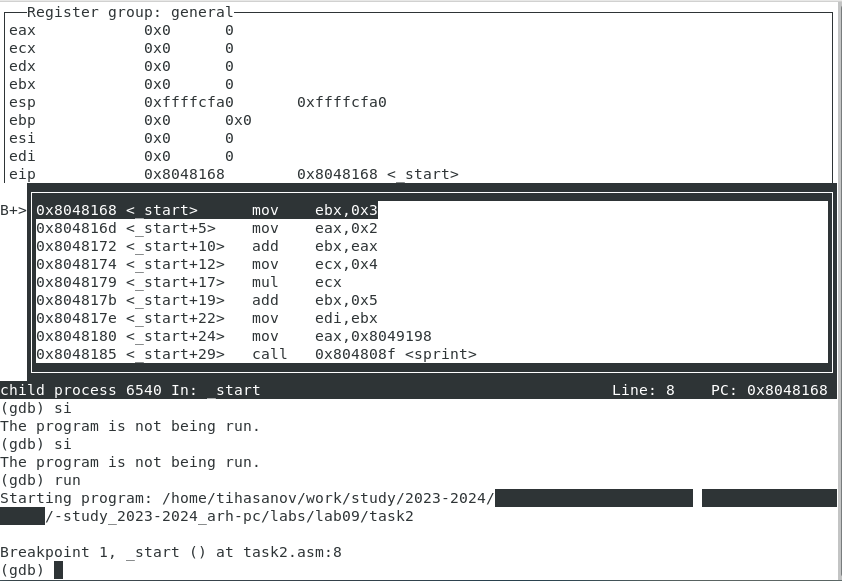 Register group: general
eax 0x0 0
ecx 0x0 0
edx 0x0 0
ebx 0x0 0
esp 0xffffcfa0 0xffffcfa0
ebp 0x0 0x0
esi 0x0 0
edi 0x0 0
eip 0x8048168 0x8048168 <_start>
B+> 0x8048168 <_start> mov ebx,0x3
0x804816d <_start+5> mov eax,0x2
0x8048172 <_start+10> add ebx,eax
0x8048174 <_start+12> mov ecx,0x4
0x8048179 <_start+17> mul ecx
0x804817b <_start+19> add ebx,0x5
0x804817e <_start+22> mov edi,ebx
0x8048180 <_start+24> mov eax,0x8049198
0x8048185 <_start+29> call 0x804808f <sprint>
child process 6540 In: _start Line: 8 PC: 0x8048168
(gdb) si
The program is not being run.
(gdb) si
The program is not being run.
(gdb) run
Starting program: /home/tihasanov/work/study/2023-2024/
/-study_2023-2024_arh-pc/labs/lab09/task2
Breakpoint 1, _start () at task2.asm:8
(gdb)